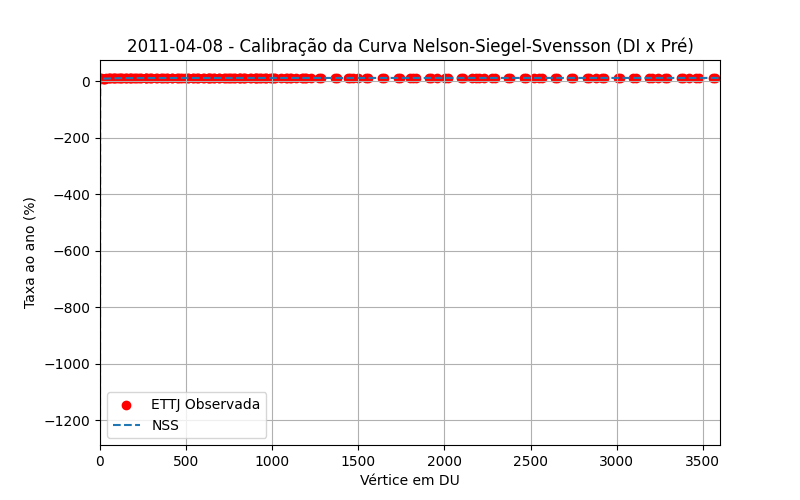 2011-04-08 - Calibração da Curva Nelson-Siegel-Svensson (DI x Pré)
Taxa ao ano (%)
0
−200
−400
−600
−800
−1000
−1200
ETTJ Observada
NSS
0 500 1000 1500 2000 2500 3000 3500
Vértice em DU